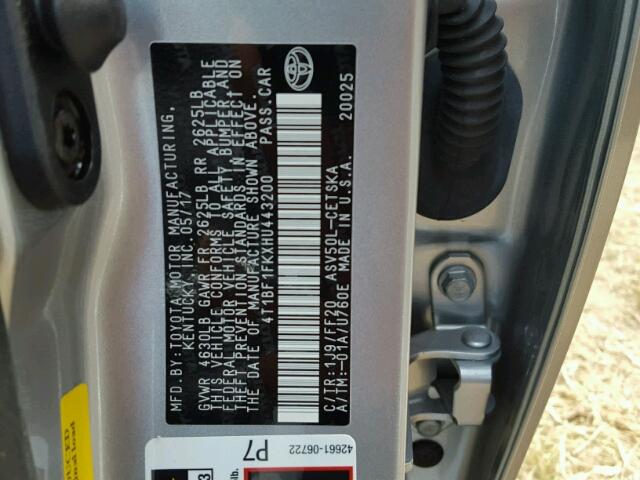 MFD. BY: TOYOTA MOTOR MANUFACTURING,
KENTUCKY, INC. 05/17
GVWR 4630LB GAWR FR 2625LB RR 2625LB
THIS VEHICLE CONFORMS TO ALL APPLICABLE
FEDERAL MOTOR VEHICLE SAFETY, BUMPER, AND
THEFT PREVENTION STANDARDS IN EFFECT ON
THE DATE OF MANUFACTURE SHOWN ABOVE.
4T1BF1FKXHU443200 PASS.CAR
C/TR:1J9/FF20 ASV50L-CETSKA
A/TM:-01A/U760E MADE IN U.S.A. 20025
42661-06722
P7